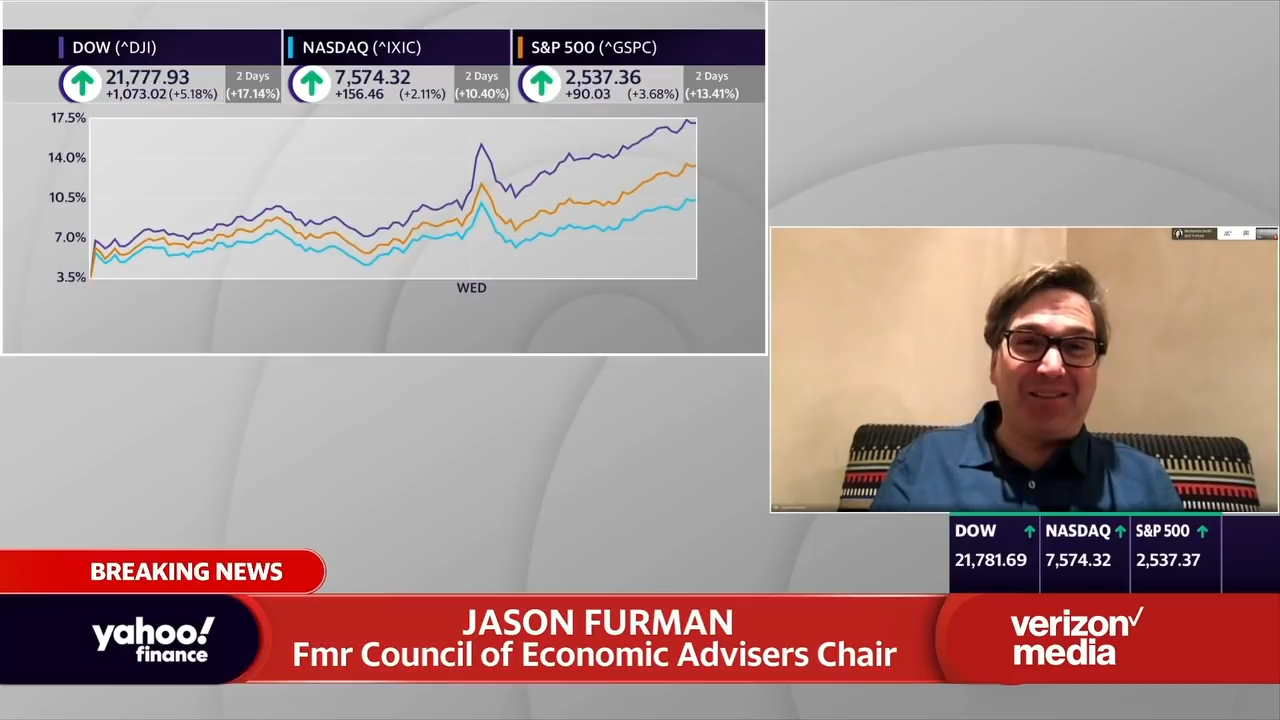 DOW (^DJI)
21,777.93
+1,073.02 (+5.18%)
2 Days
(+17.14%)
NASDAQ (^IXIC)
7,574.32
+156.46 (+2.11%)
2 Days
(+10.40%)
S&P 500 (^GSPC)
2,537.36
+90.03 (+3.68%)
2 Days
(+13.41%)
17.5%
14.0%
10.5%
7.0%
3.5%
WED
DOW
21,781.69
NASDAQ
7,574.32
S&P 500
2,537.37
BREAKING NEWS
yahoo!
finance
JASON FURMAN
Fmr Council of Economic Advisers Chair
verizon✓
media